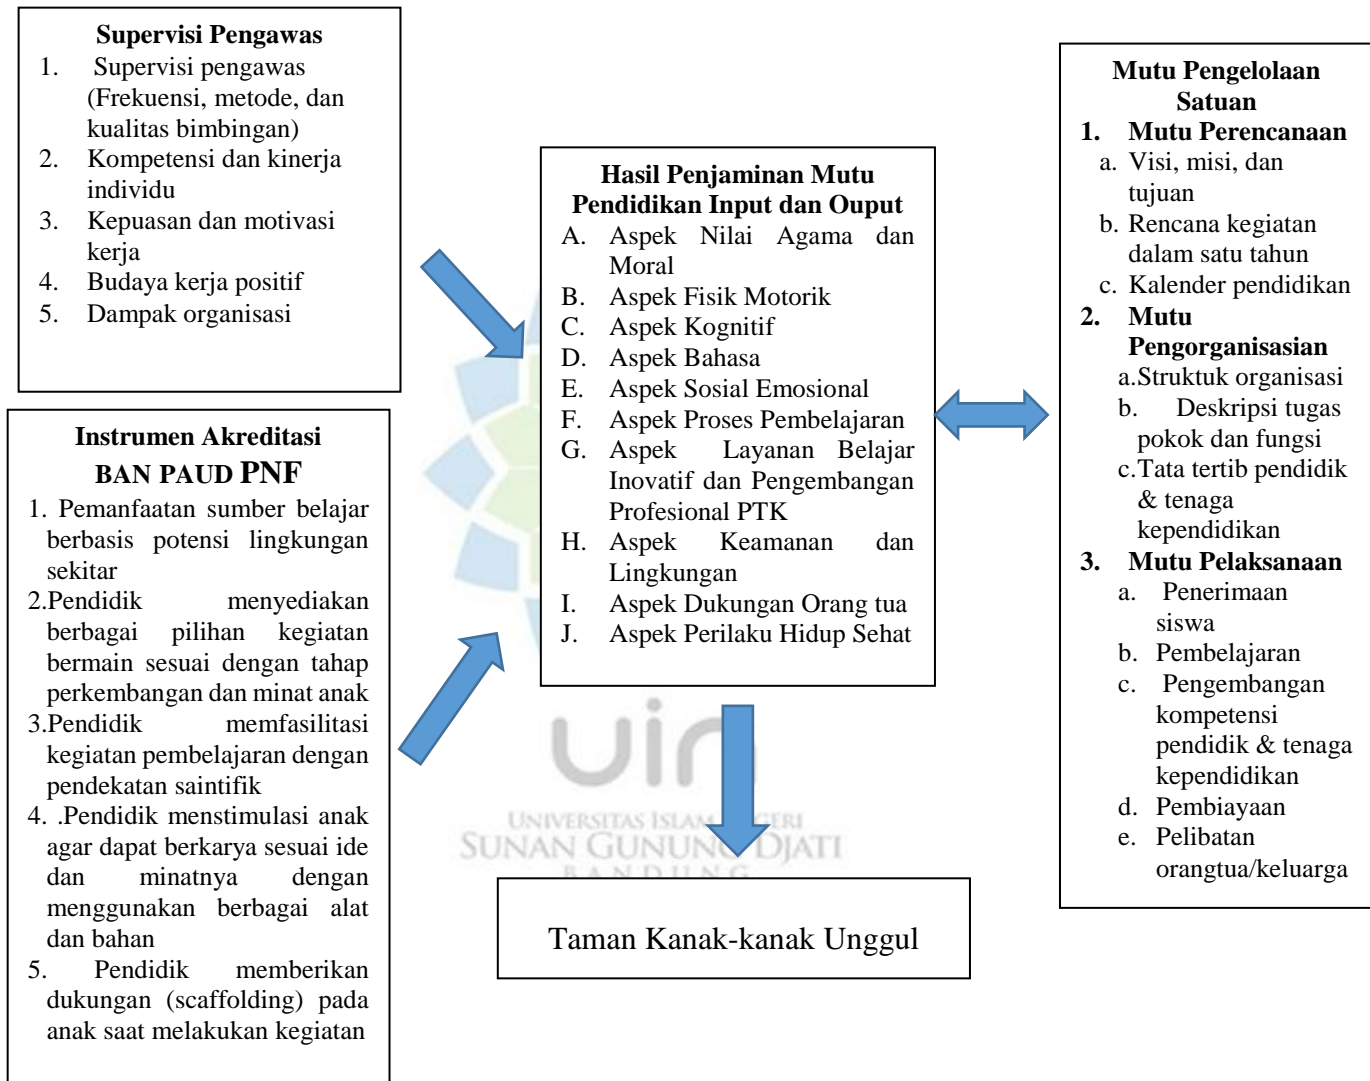 Supervisi Pengawas
1. Supervisi pengawas
(Frekuensi, metode, dan
kualitas bimbingan)
2. Kompetensi dan kinerja
individu
3. Kepuasan dan motivasi
kerja
4. Budaya kerja positif
5. Dampak organisasi
Instrumen Akreditasi
BAN PAUD PNF
1. Pemanfaatan sumber belajar
berbasis potensi lingkungan
sekitar
2.Pendidik menyediakan
berbagai pilihan kegiatan
bermain sesuai dengan tahap
perkembangan dan minat anak
3.Pendidik memfasilitasi
kegiatan pembelajaran dengan
pendekatan saintifik
4. .Pendidik menstimulasi anak
agar dapat berkarya sesuai ide
dan minatnya dengan
menggunakan berbagai alat
dan bahan
5. Pendidik memberikan
dukungan (scaffolding) pada
anak saat melakukan kegiatan
Hasil Penjaminan Mutu
Pendidikan Input dan Ouput
A. Aspek Nilai Agama dan
Moral
B. Aspek Fisik Motorik
C. Aspek Kognitif
D. Aspek Bahasa
E. Aspek Sosial Emosional
F. Aspek Proses Pembelajaran
G. Aspek Layanan Belajar
Inovatif dan Pengembangan
Profesional PTK
H. Aspek Keamanan dan
Lingkungan
I. Aspek Dukungan Orang tua
J. Aspek Perilaku Hidup Sehat
uin
UNIVERSITAS ISLAM
SUNAN GUNUNG DJATI
BANDUNG
Taman Kanak-kanak Unggul
Mutu Pengelolaan
Satuan
1. Mutu Perencanaan
a. Visi, misi, dan
tujuan
b. Rencana kegiatan
dalam satu tahun
c. Kalender pendidikan
2. Mutu
Pengorganisasian
a.Struktuk organisasi
b. Deskripsi tugas
pokok dan fungsi
c.Tata tertib pendidik
& tenaga
kependidikan
3. Mutu Pelaksanaan
a. Penerimaan
siswa
b. Pembelajaran
c. Pengembangan
kompetensi
pendidik & tenaga
kependidikan
d. Pembiayaan
e. Pelibatan
orangtua/keluarga